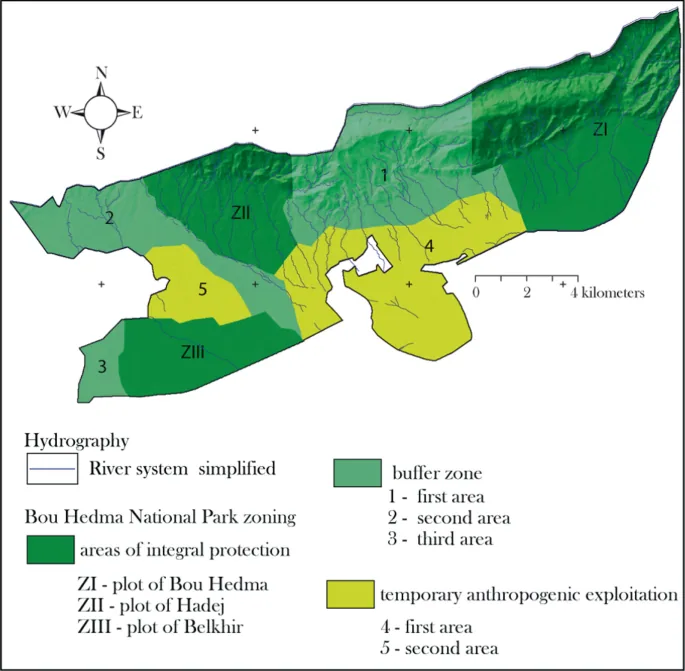 N
W E
S
ZI
1
ZII
2
4
5
0 2 4 kilometers
ZIII
3
Hydrography
River system simplified
buffer zone
1 - first area
2 - second area
3 - third area
Bou Hedma National Park zoning
areas of integral protection
ZI - plot of Bou Hedma
ZII - plot of Hadej
ZIII - plot of Belkhir
temporary anthropogenic exploitation
4 - first area
5 - second area